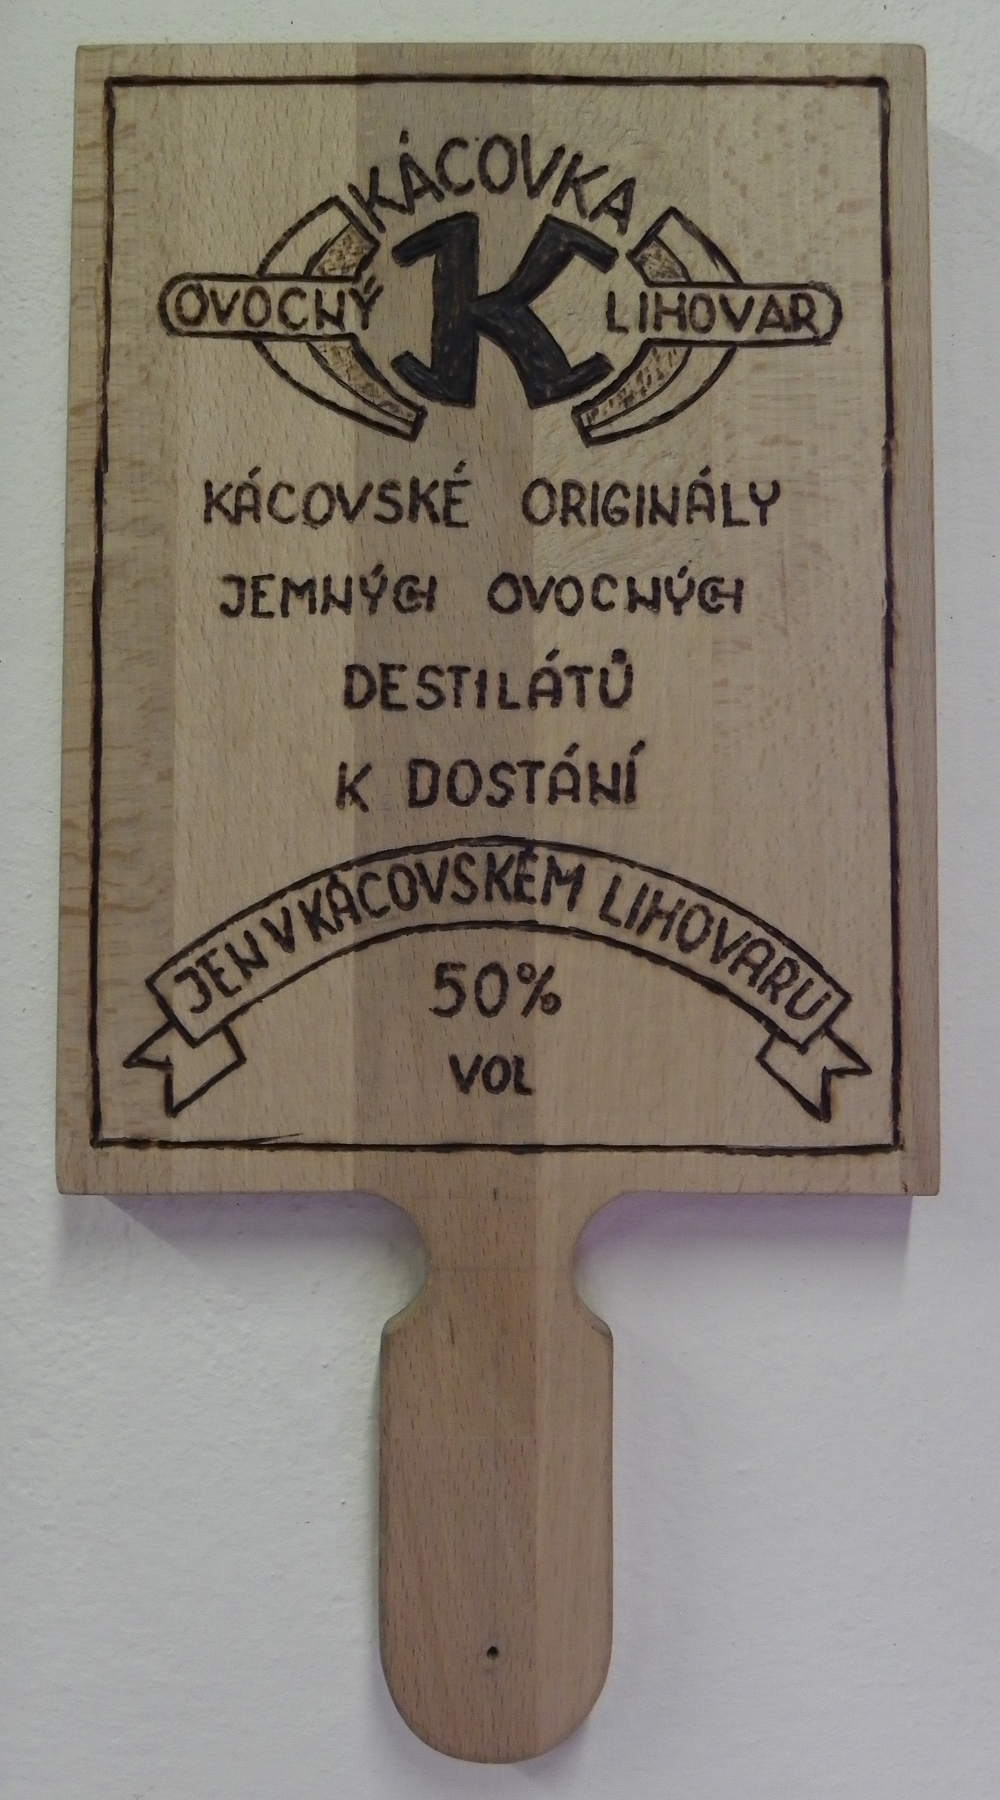 KÁCOVKA
OVOCNÝ K LIHOVAR
KÁCOVSKÉ ORIGINÁLY
JEMNÝCH OVOCNÝCH
DESTILÁTŮ
K DOSTÁNÍ
JEN V KÁCOVSKÉM LIHOVARU
50%
VOL